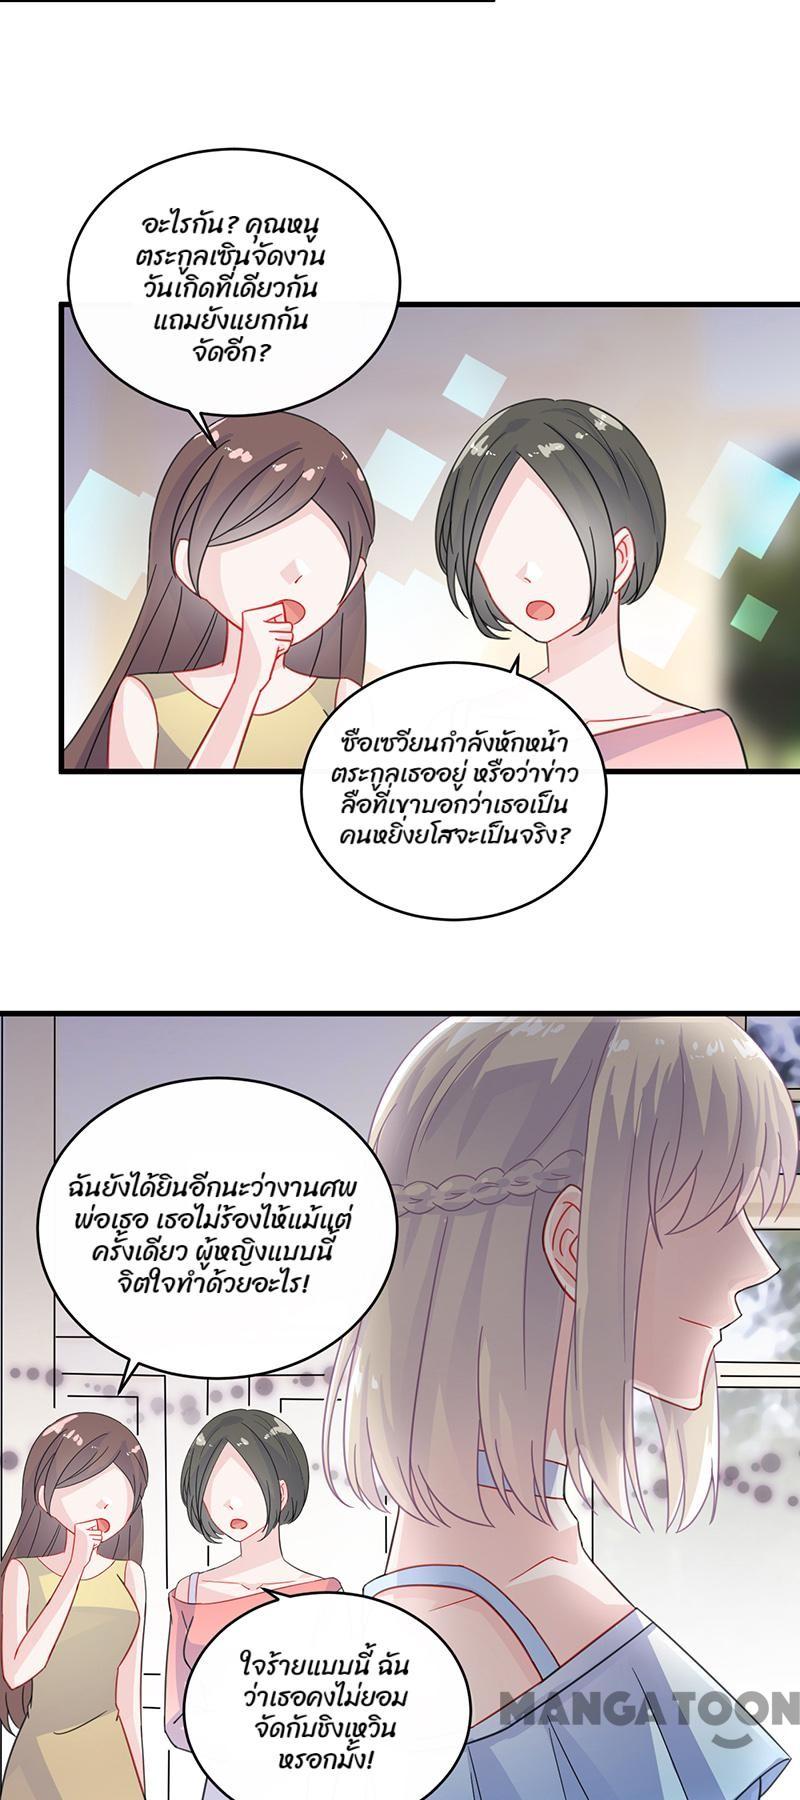 อะไรกัน? คุณหนู
ตระกูลเซินจัดงาน
วันเกิดที่เดียวกัน
แถมยังแยกกัน
จัดอีก?
ซือเซวียนกำลังหักหน้า
ตระกูลเธออยู่ หรือว่าข่าว
ลือที่เขาบอกว่าเธอเป็น
คนหยิ่งยโสจะเป็นจริง?
ฉันยังได้ยินอีกนะว่างานศพ
พ่อเธอ เธอไม่ร้องไห้แม้แต่
ครั้งเดียว ผู้หญิงแบบนี้
จิตใจทำด้วยอะไร!
ใจร้ายแบบนี้ ฉัน
ว่าเธอคงไม่ยอม
จัดกับชิงเหวิน
หรอกมั้ง!
MANGATOON